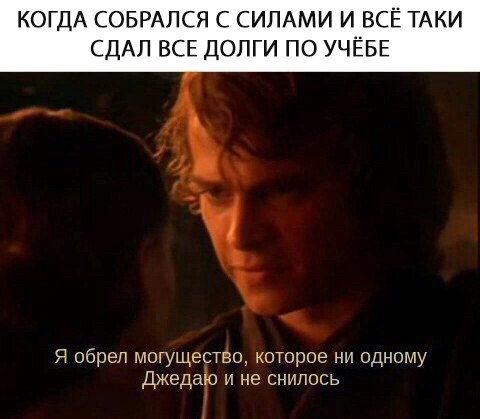 КОГДА СОБРАЛСЯ С СИЛАМИ И ВСЁ ТАКИ
СДАЛ ВСЕ ДОЛГИ ПО УЧЁБЕ
Я обрел могущество, которое ни одному
Джедаю и не снилось